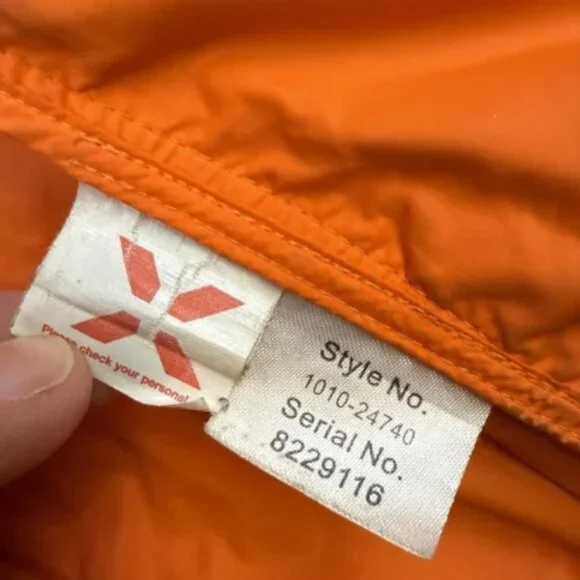 Please check your personal
Style No.
1010-24740
Serial No.
8229116